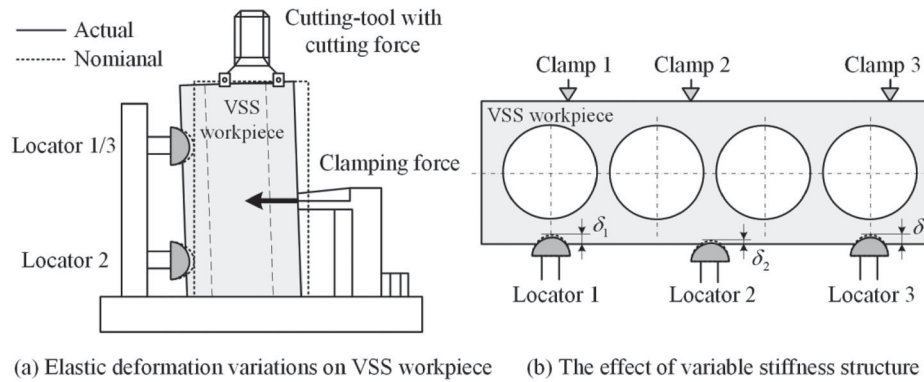 Actual
Nomianal
Cutting-tool with
cutting force
VSS
workpiece
Locator 1/3
Clamping force
Locator 2
(a) Elastic deformation variations on VSS workpiece
Clamp 1
Clamp 2
Clamp 3
VSS workpiece
δ1
δ2
δ
Locator 1
Locator 2
Locator 3
(b) The effect of variable stiffness structure